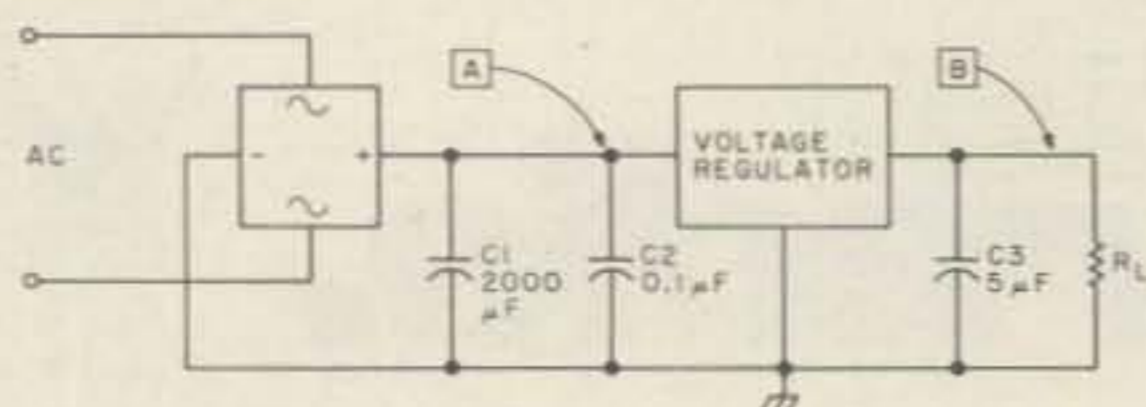 AC
~
- +
~
A
C1
2000
µF
C2
0.1µF
VOLTAGE
REGULATOR
B
C3
5µF
RL